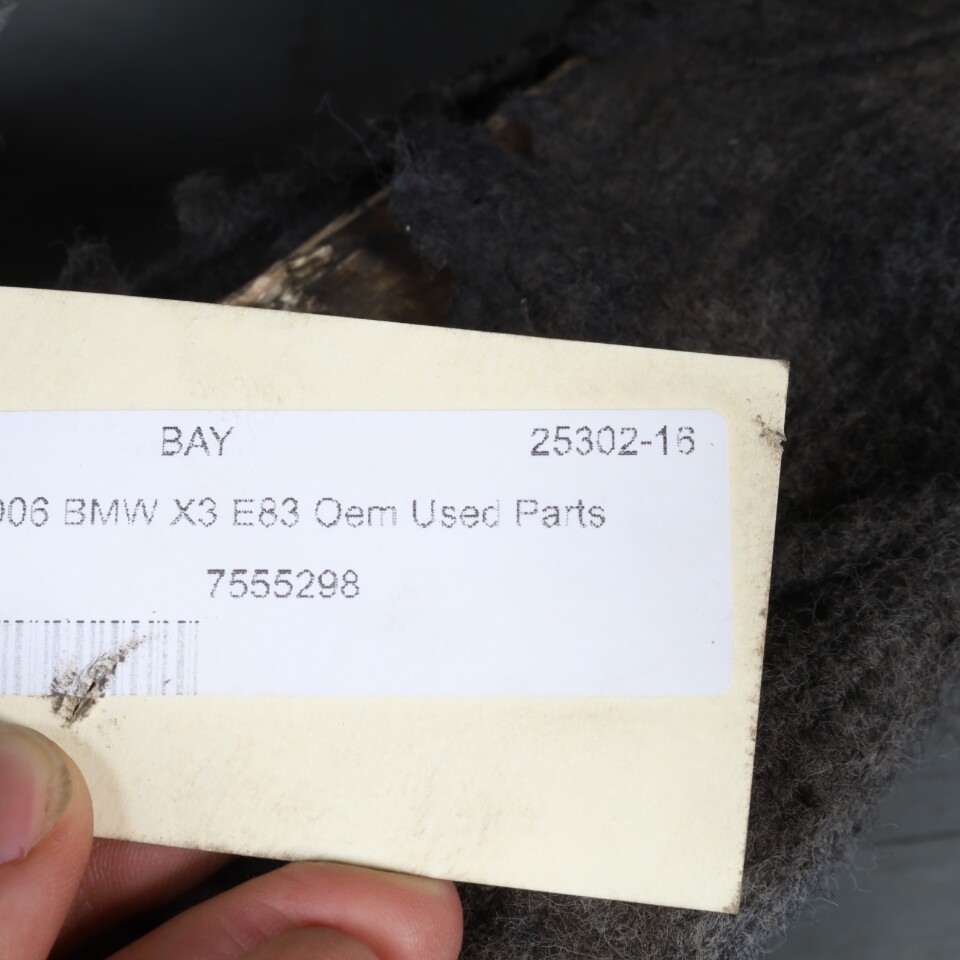 BAY 25302-16
006 BMW X3 E83 Oem Used Parts
7555298